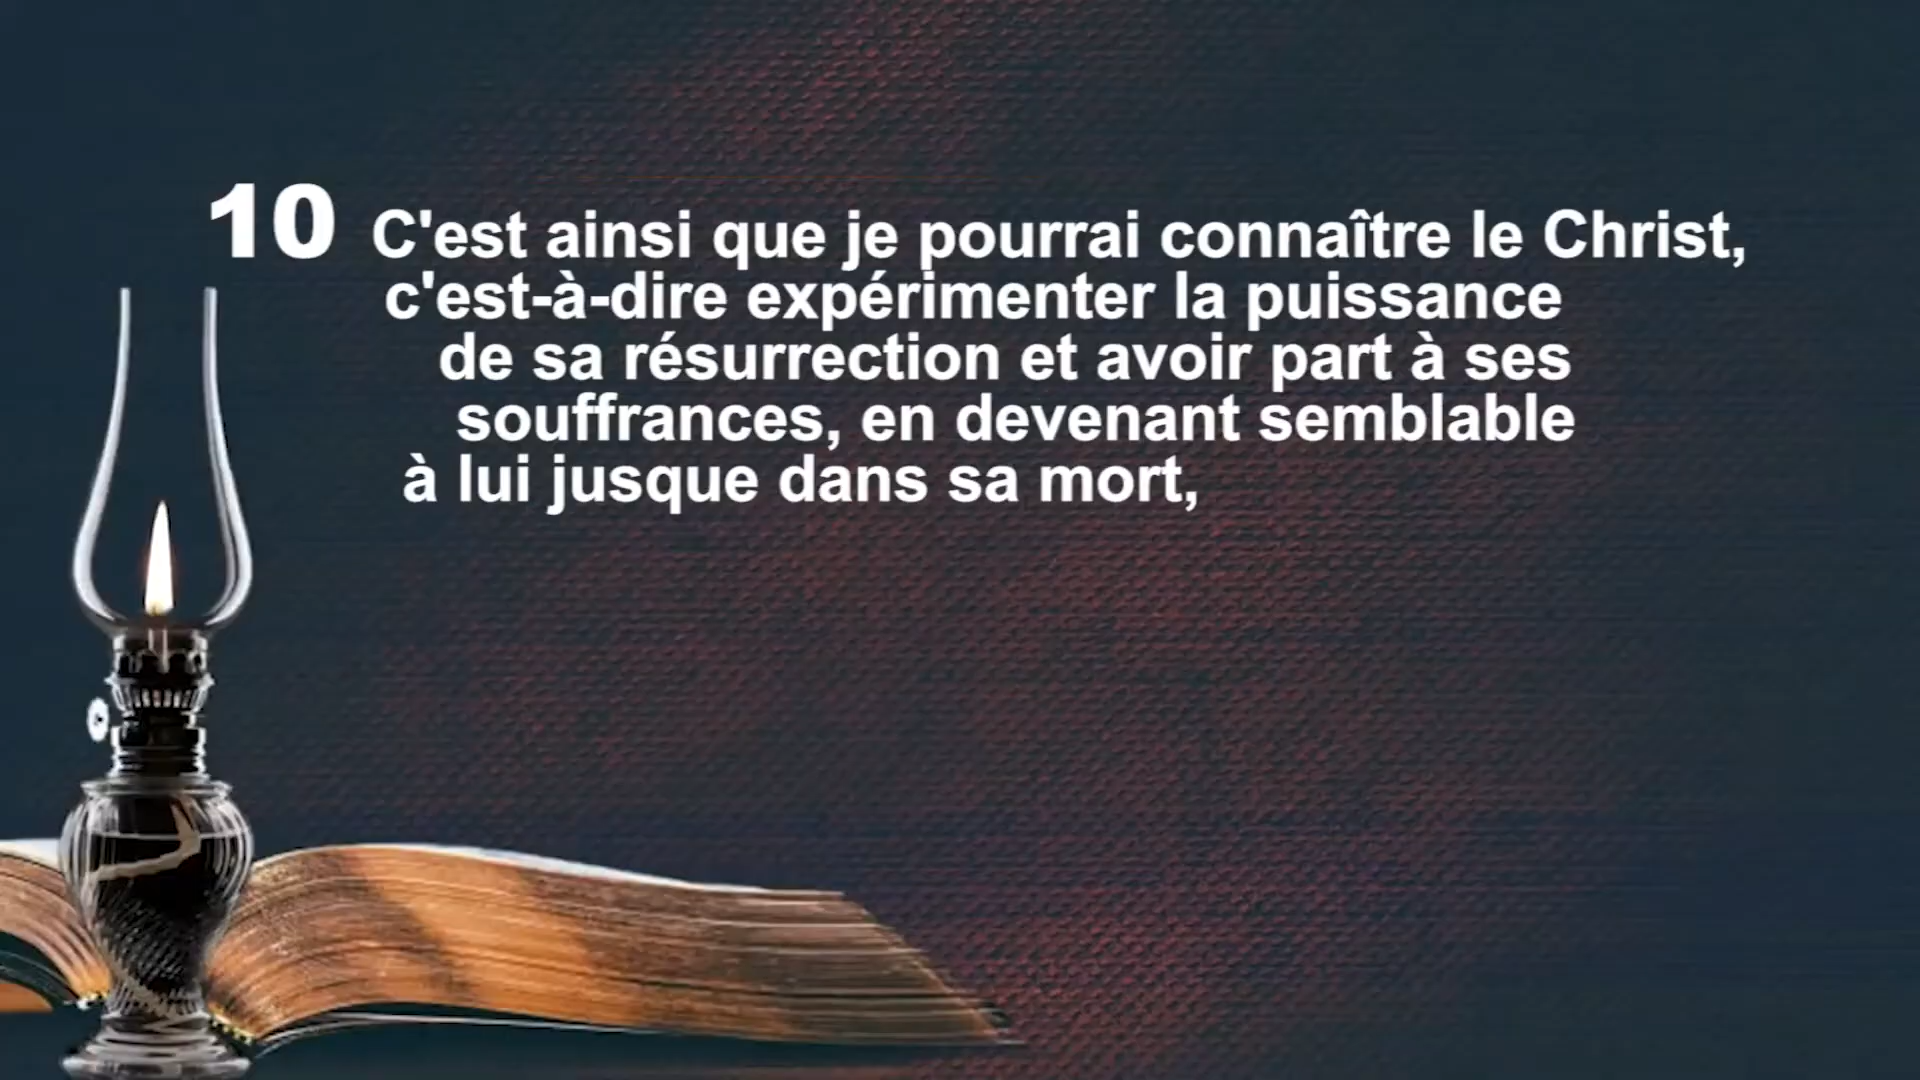 10 C'est ainsi que je pourrai connaître le Christ,
c'est-à-dire expérimenter la puissance
de sa résurrection et avoir part à ses
souffrances, en devenant semblable
à lui jusque dans sa mort,